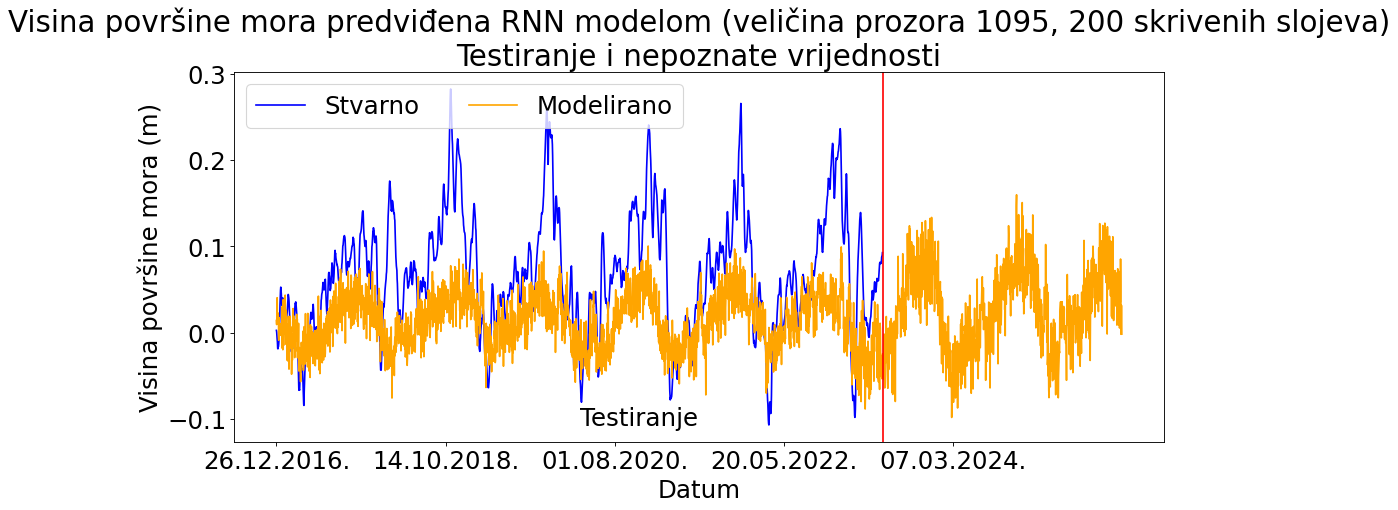 Visina površine mora predviđena RNN modelom (veličina prozora 1095, 200 skrivenih slojeva)
Testiranje i nepoznate vrijednosti
Stvarno
Modelirano
Visina površine mora (m)
0.3
0.2
0.1
0.0
−0.1
Testiranje
26.12.2016.
14.10.2018.
01.08.2020.
20.05.2022.
07.03.2024.
Datum